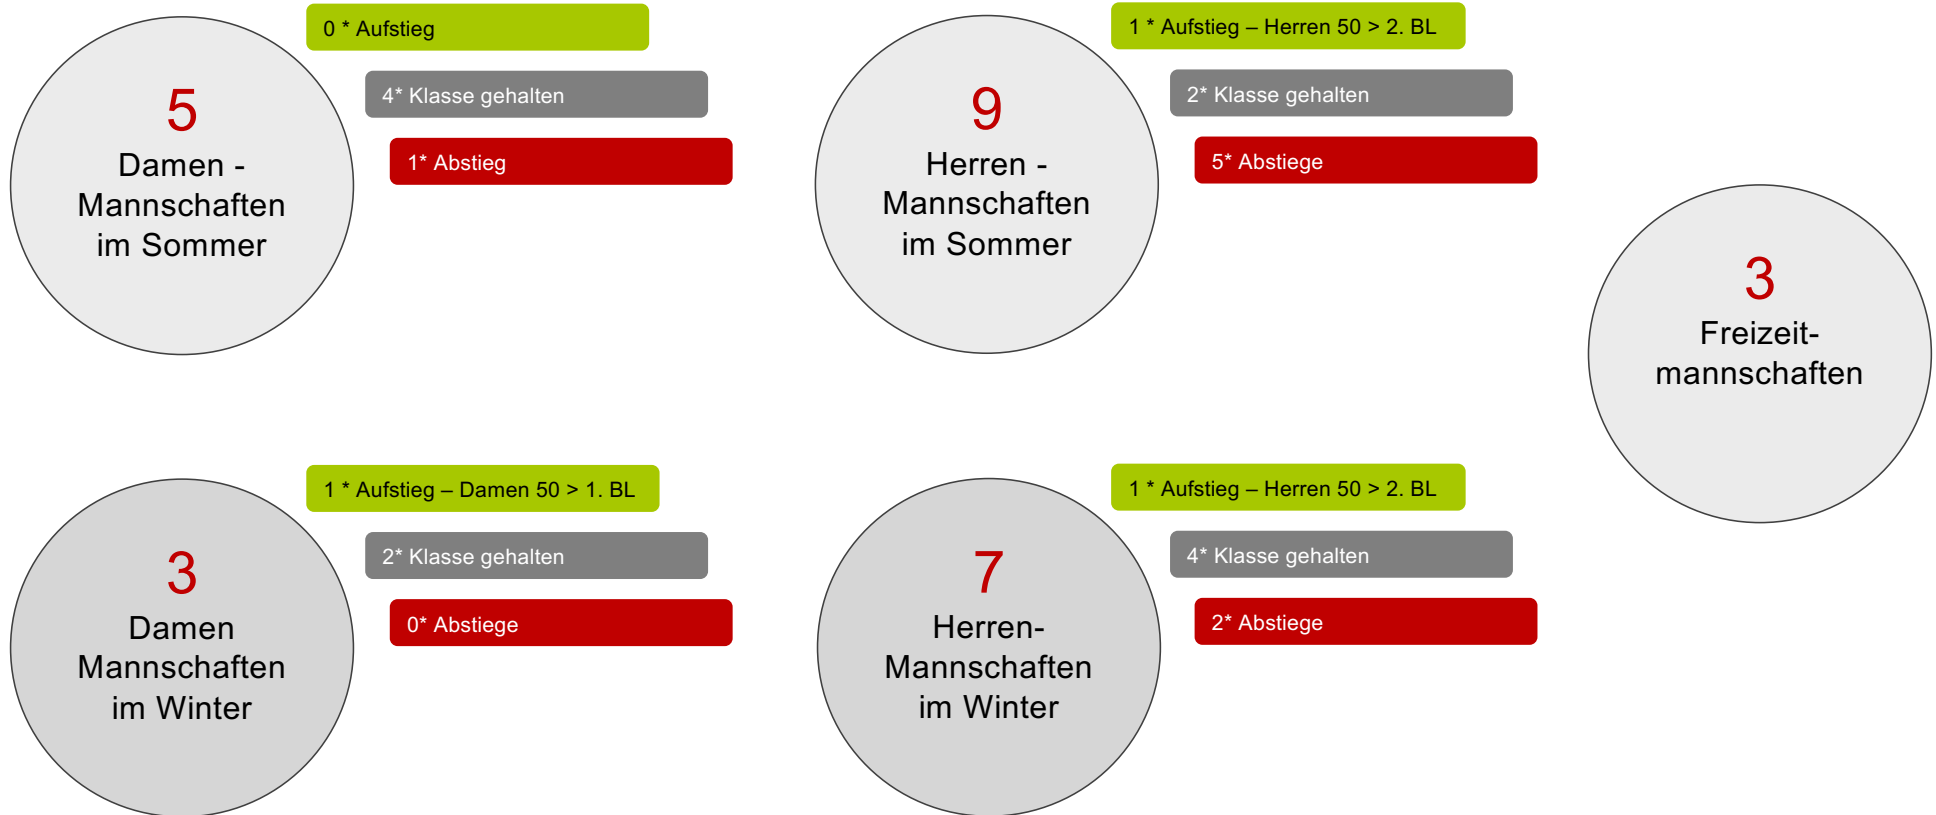 5
Damen -
Mannschaften
im Sommer
0 * Aufstieg
4* Klasse gehalten
1* Abstieg
9
Herren -
Mannschaften
im Sommer
1 * Aufstieg – Herren 50 > 2. BL
2* Klasse gehalten
5* Abstiege
3
Freizeit-
mannschaften
3
Damen
Mannschaften
im Winter
1 * Aufstieg – Damen 50 > 1. BL
2* Klasse gehalten
0* Abstiege
7
Herren-
Mannschaften
im Winter
1 * Aufstieg – Herren 50 > 2. BL
4* Klasse gehalten
2* Abstiege